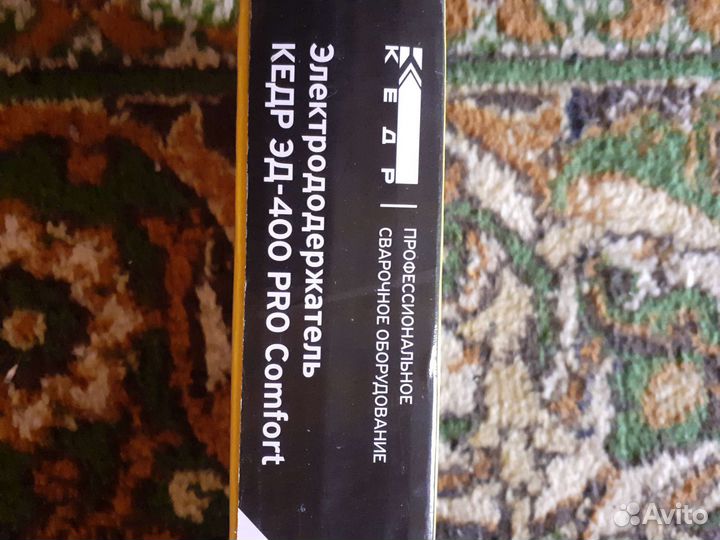 КЕДР
ПРОФЕССИОНАЛЬНОЕ
СВАРОЧНОЕ ОБОРУДОВАНИЕ
Электрододержатель
КЕДР ЭД-400 PRO Comfort
Avito